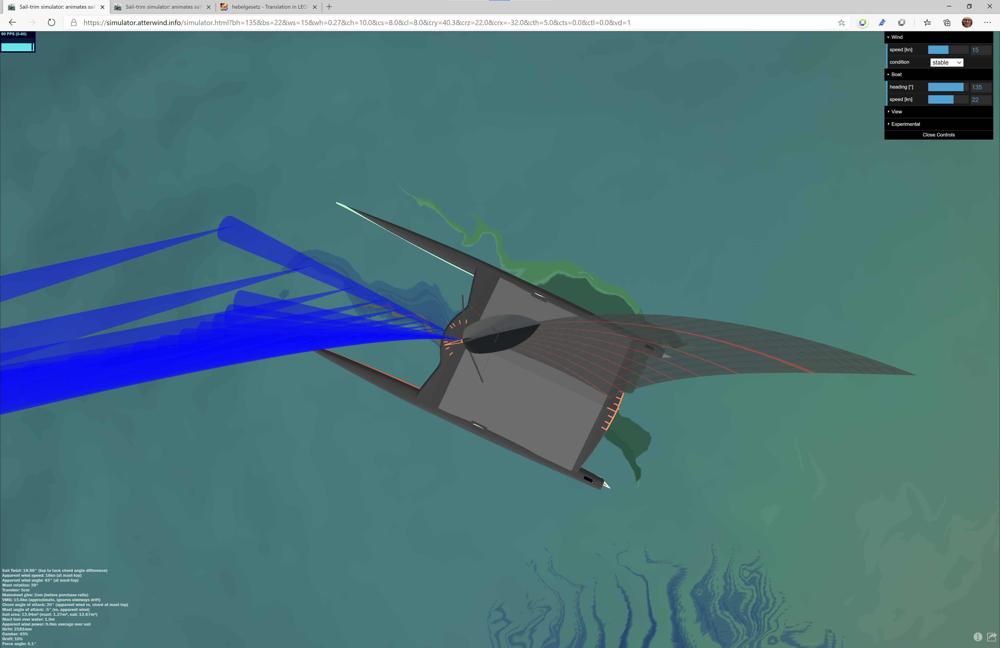 Sail-trim simulator: animates sail
Sail-trim simulator: animates sail
hebelgesetz - Translation in LEO'
https://simulator.atterwind.info/simulator.html?bh=135&bs=22&ws=15&wh=0.27&ch=10.0&cs=8.0&cl=8.0&cry=40.3&crz=22.0&crx=-32.0&cth=5.0&cts=0.0&ctl=0.0&vd=1
60 FPS (0-60)
Wind
speed [kn] 15
condition stable
Boat
heading [°] 135
speed [kn] 22
View
Experimental
Close Controls
Sail Twist: 18.98° (top to tack chord angle difference)
Apparent wind speed: 16kn (at mast-top)
Apparent wind angle: 43° (at mast-top)
Mast rotation: 38°
Traveller: 5cm
Mainsheet give: 2cm (before purchase ratio)
VMG: 15.6kn (approximate, ignores sideways drift)
Chord angle of attack: 20° (apparent wind vs. chord at mast top)
Mast angle of attack: -5° (vs. apparent wind)
Sail area: 13.94m² (mast: 1.27m², sail: 12.67m²)
Mast foot over water: 1.0m
Apparent wind power: 0.0kn average over sail
Girth: 2181mm
Camber: 45%
Draft: 10%
Force angle: 4.1°